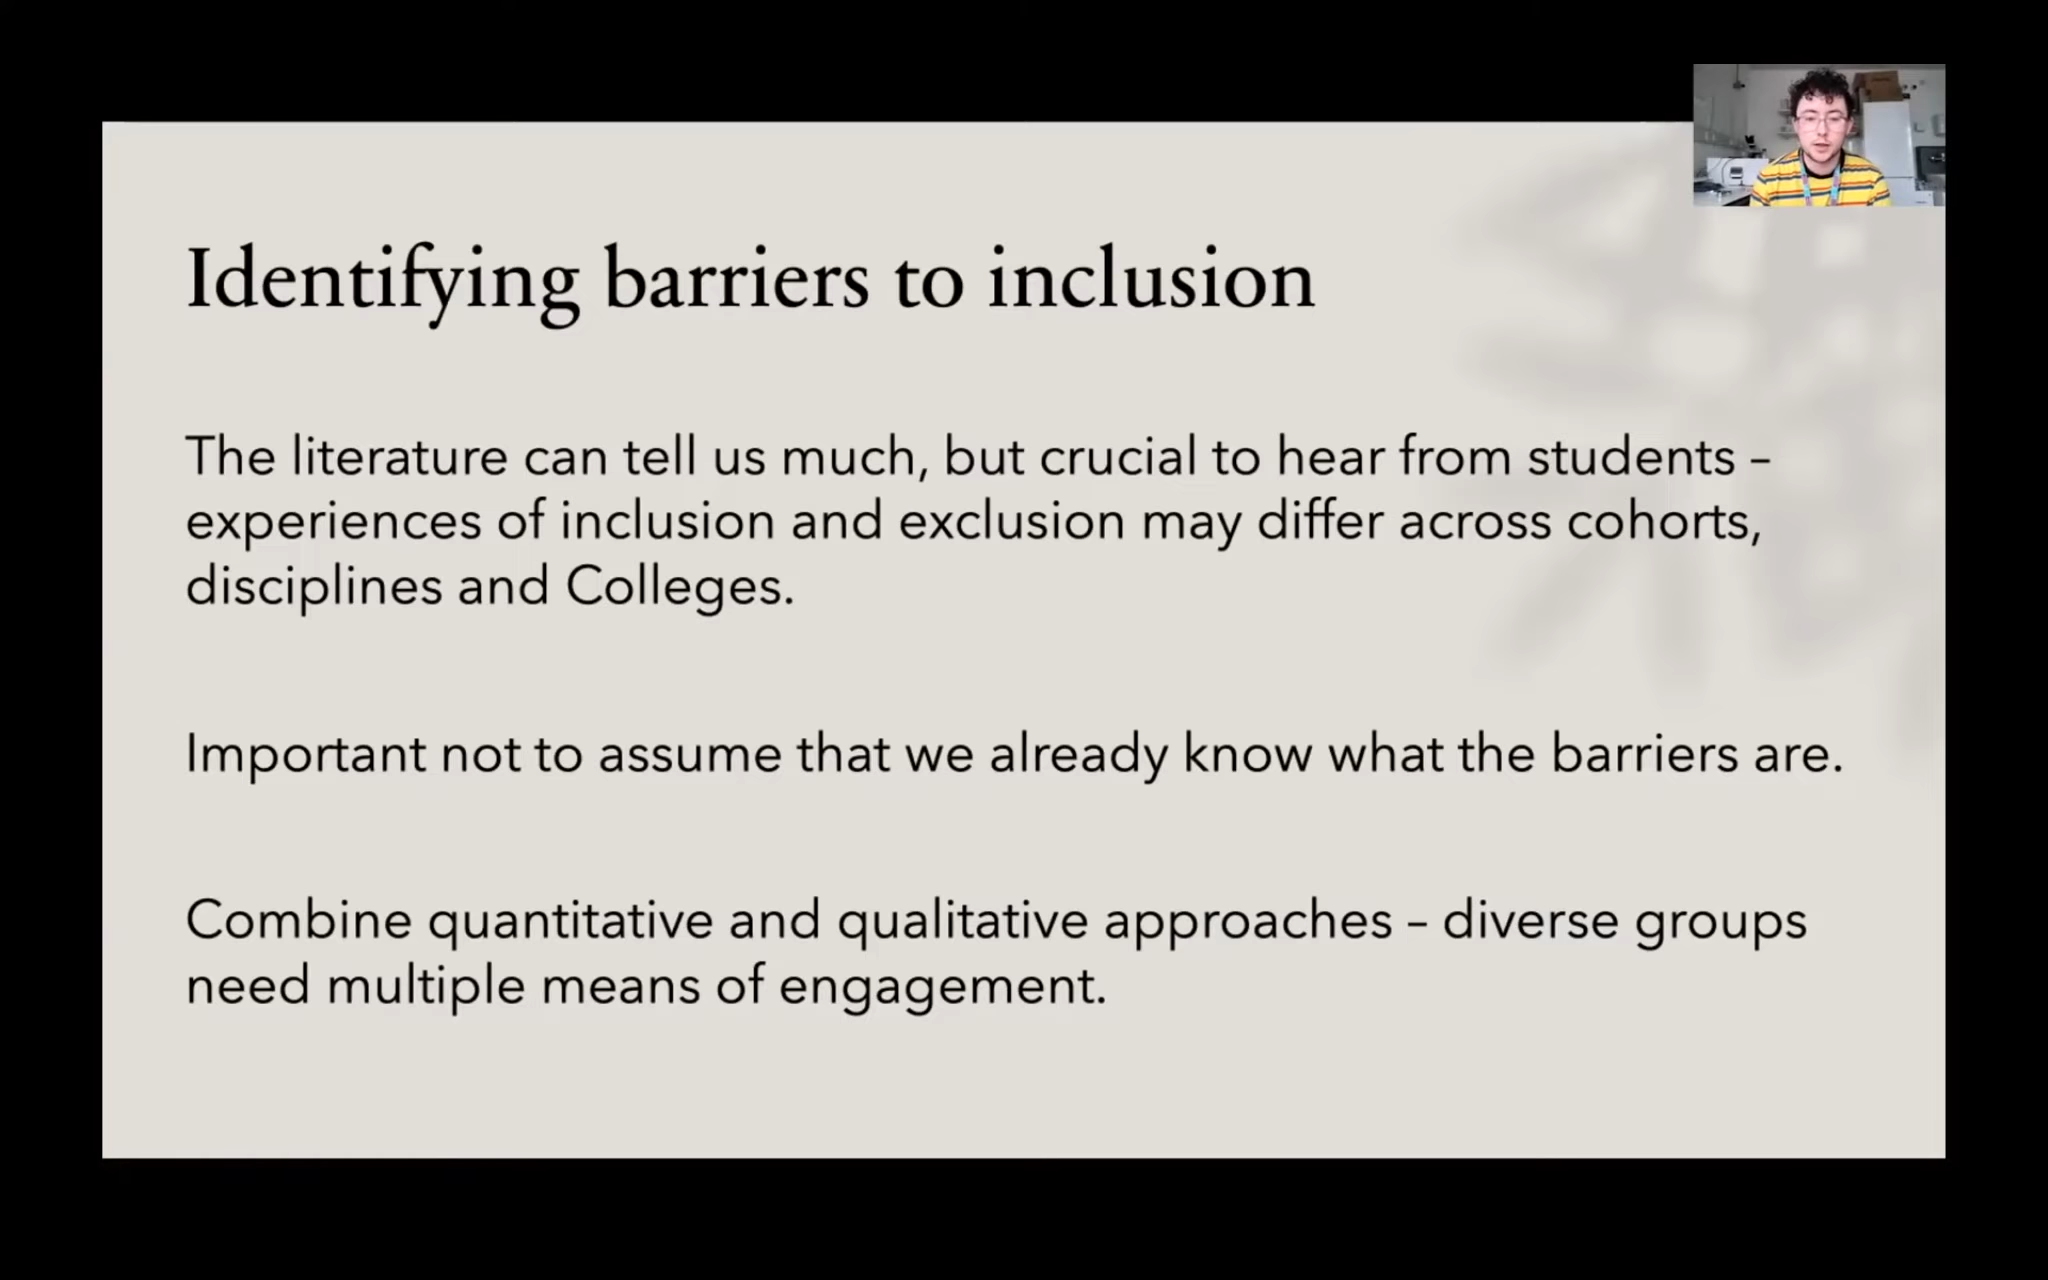 Identifying barriers to inclusion
The literature can tell us much, but crucial to hear from students –
experiences of inclusion and exclusion may differ across cohorts,
disciplines and Colleges.
Important not to assume that we already know what the barriers are.
Combine quantitative and qualitative approaches – diverse groups
need multiple means of engagement.